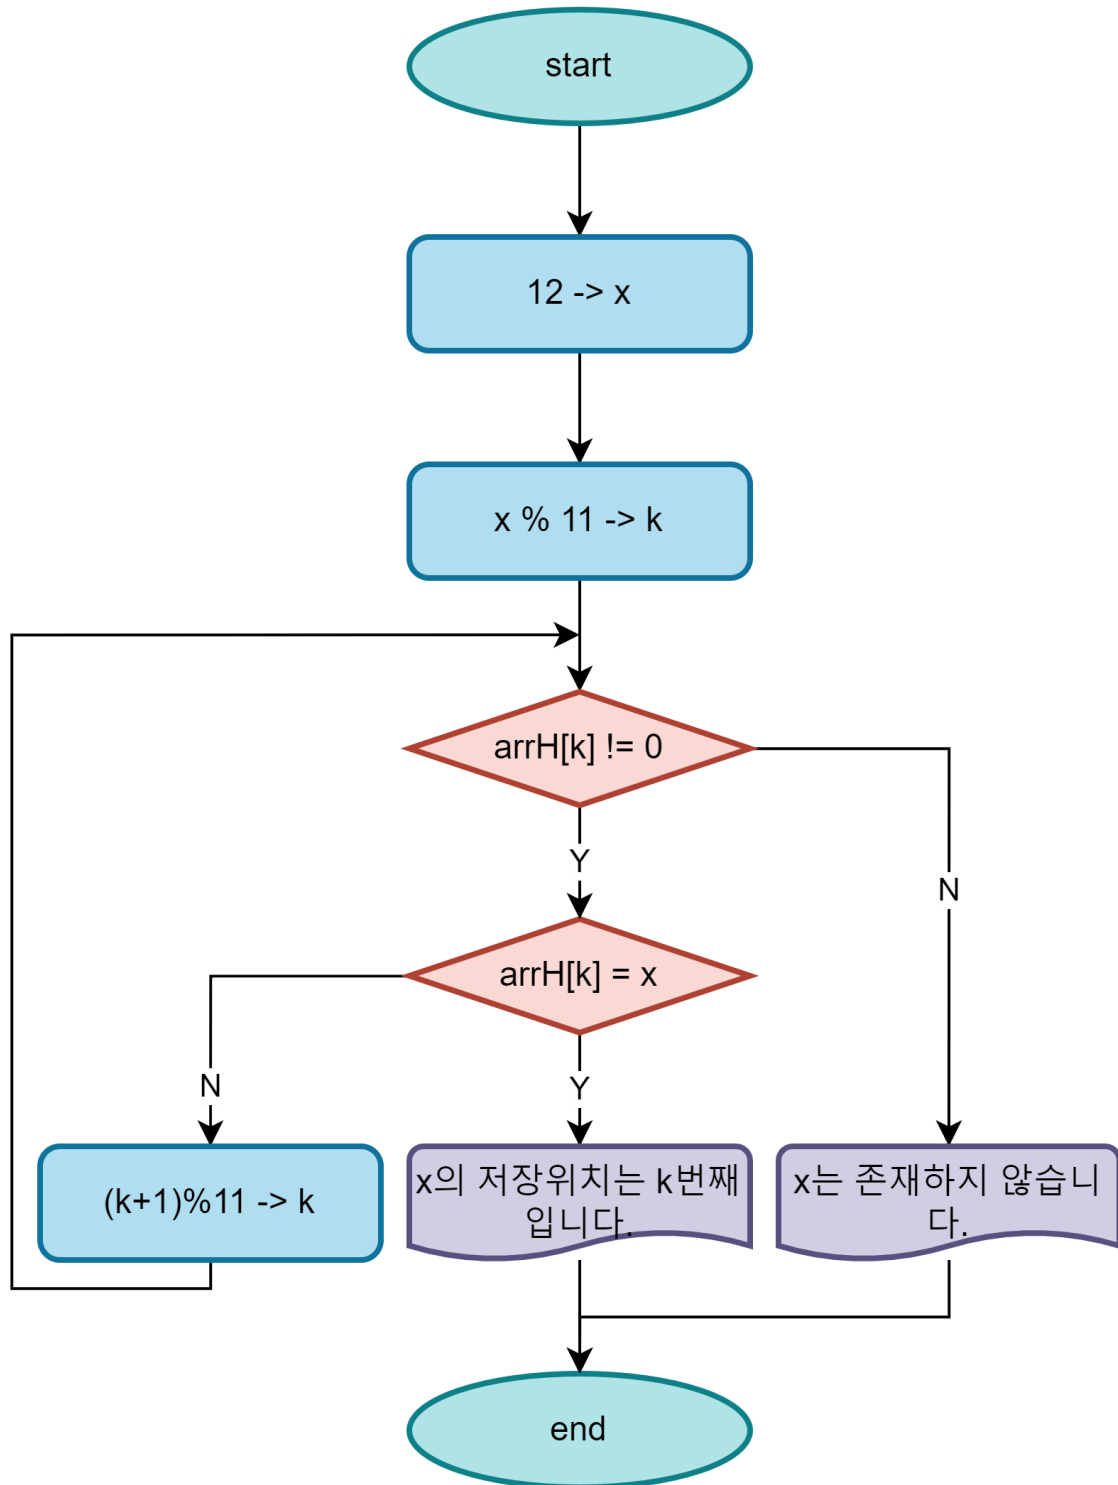 start
12 -> x
x % 11 -> k
arrH[k] != 0
Y
N
arrH[k] = x
N
Y
(k+1)%11 -> k
x의 저장위치는 k번째
입니다.
x는 존재하지 않습니
다.
end